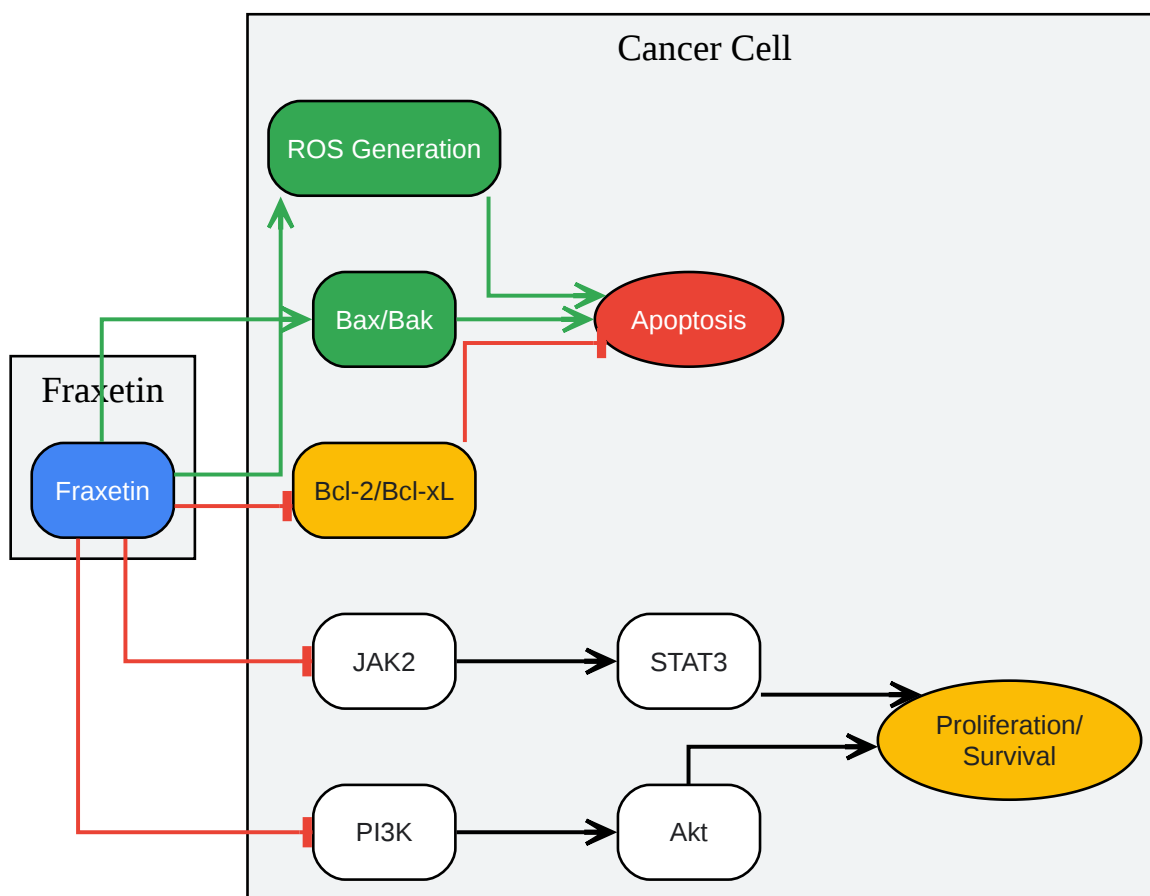 Cancer Cell
ROS Generation
Bax/Bak
Apoptosis
Fraxetin
Fraxetin
Bcl-2/Bcl-xL
JAK2
STAT3
Proliferation/
Survival
PI3K
Akt